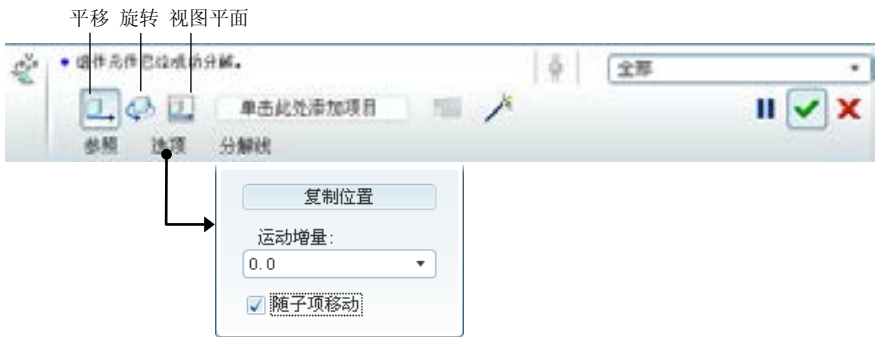 平移 旋转 视图平面
• 组件元件已经成功分解。
全部
单击此处添加项目
参照 选项 分解线
复制位置
运动增量:
0.0
随子项移动